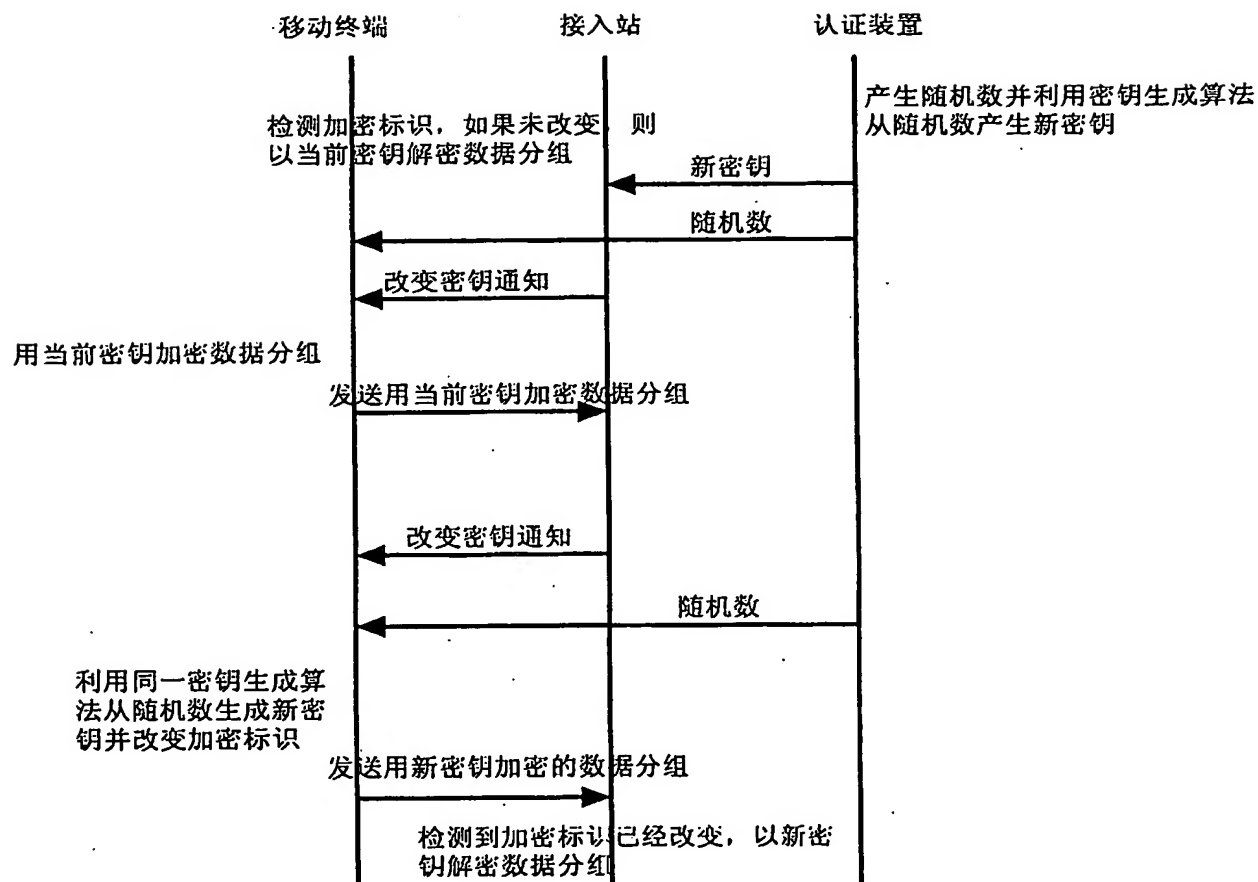 移动终端
接入站
认证装置
产生随机数并利用密钥生成算法
从随机数产生新密钥
检测加密标识，如果未改变 则
以当前密钥解密数据分组
新密钥
随机数
改变密钥通知
用当前密钥加密数据分组
发送用当前密钥加密数据分组
改变密钥通知
随机数
利用同一密钥生成算
法从随机数生成新密
钥并改变加密标识
发送用新密钥加密的数据分组
检测到加密标识已经改变，以新密
钥解密数据分组